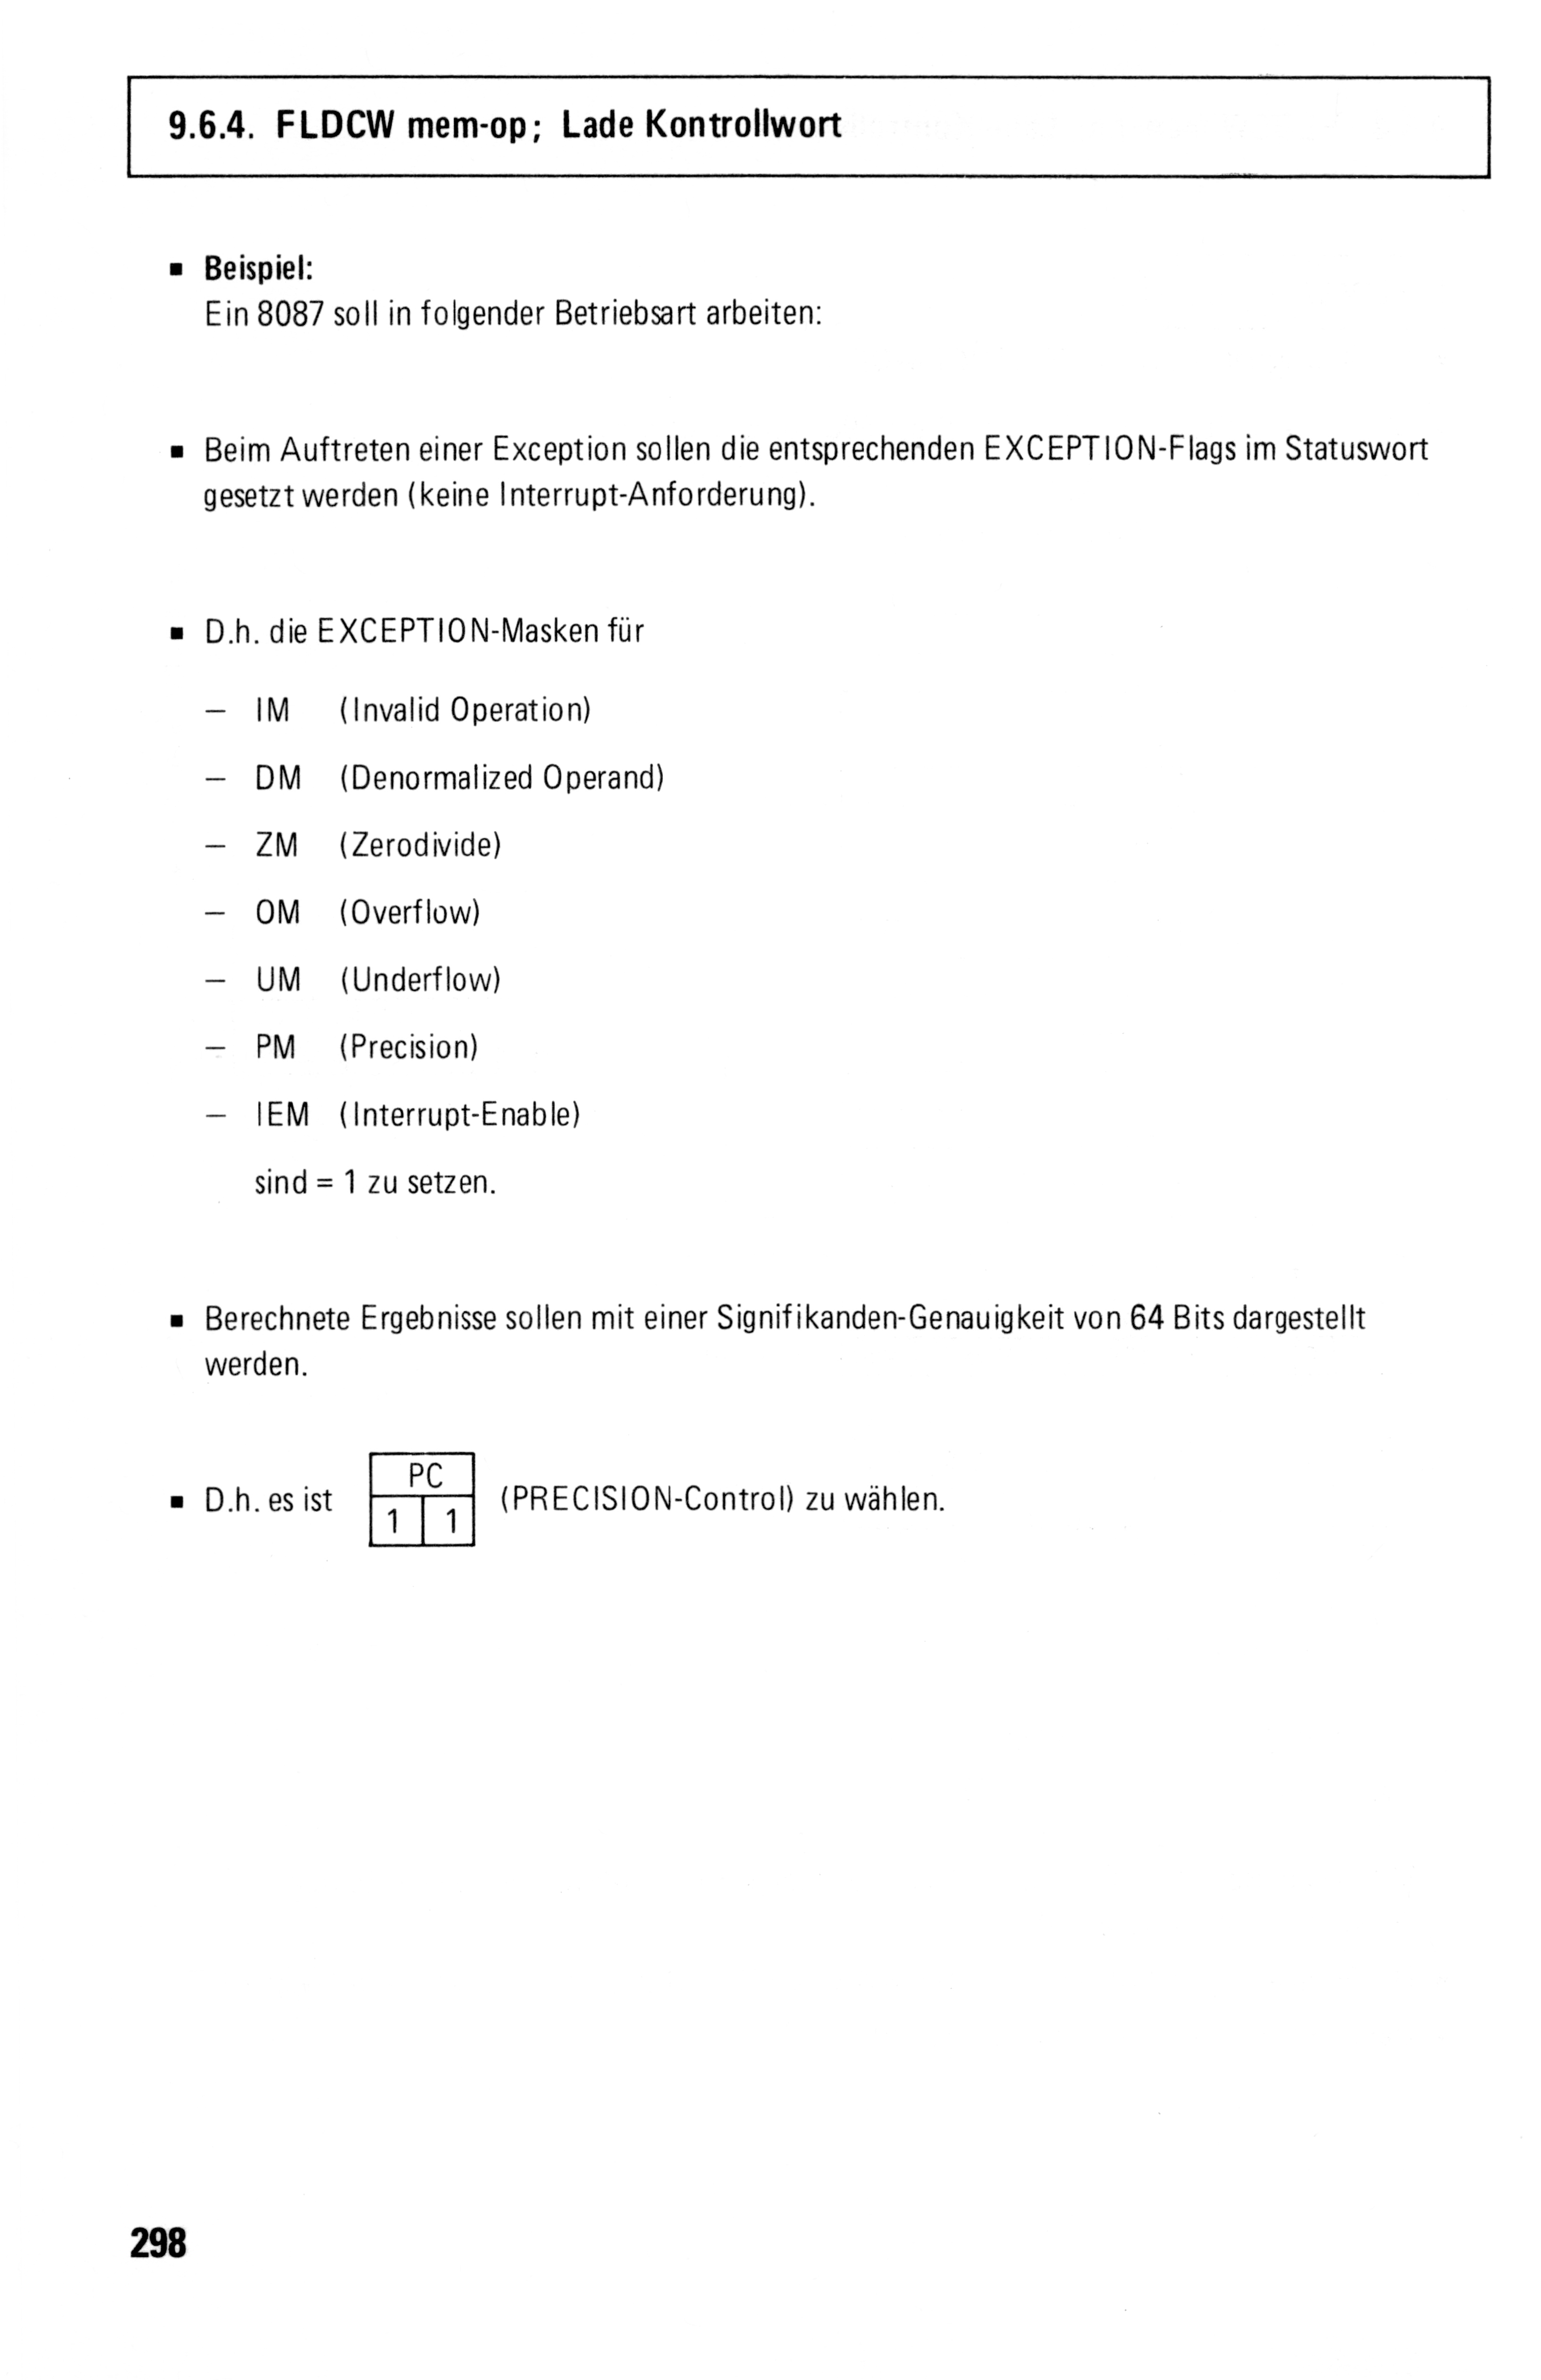 9.6.4. FLDCW mem-op; Lade Kontrollwort
▪ Beispiel:
Ein 8087 soll in folgender Betriebsart arbeiten:
▪ Beim Auftreten einer Exception sollen die entsprechenden EXCEPTION-Flags im Statuswort
gesetzt werden (keine Interrupt-Anforderung).
▪ D.h. die EXCEPTION-Masken für
– IM (Invalid Operation)
– DM (Denormalized Operand)
– ZM (Zerodivide)
– OM (Overflow)
– UM (Underflow)
– PM (Precision)
– IEM (Interrupt-Enable)
sind = 1 zu setzen.
▪ Berechnete Ergebnisse sollen mit einer Signifikanden-Genauigkeit von 64 Bits dargestellt
werden.
PC
▪ D.h. es ist 1 1 (PRECISION-Control) zu wählen.
298